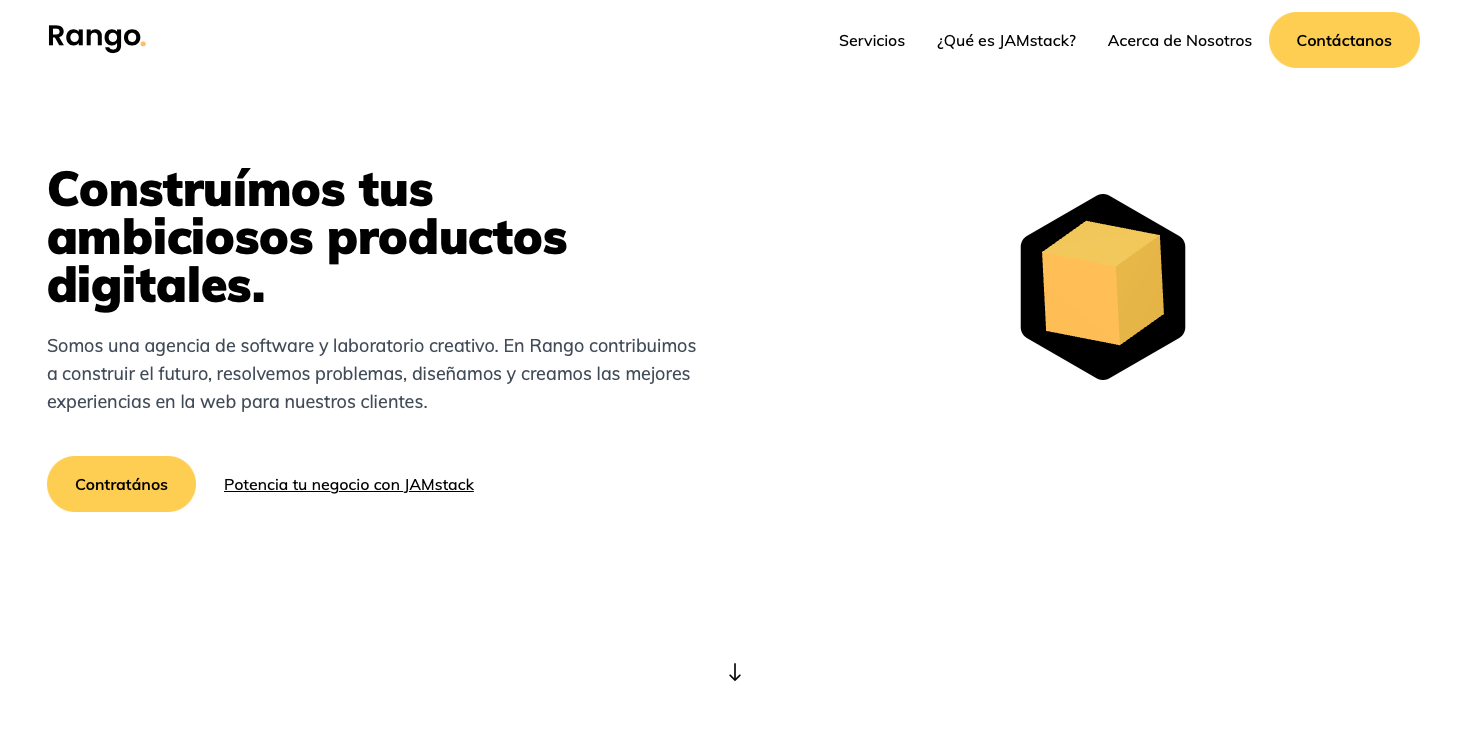 Rango.
Servicios
¿Qué es JAMstack?
Acerca de Nosotros
Contáctanos
Construímos tus
ambiciosos productos
digitales.
Somos una agencia de software y laboratorio creativo. En Rango contribuimos
a construir el futuro, resolvemos problemas, diseñamos y creamos las mejores
experiencias en la web para nuestros clientes.
Contratános
Potencia tu negocio con JAMstack